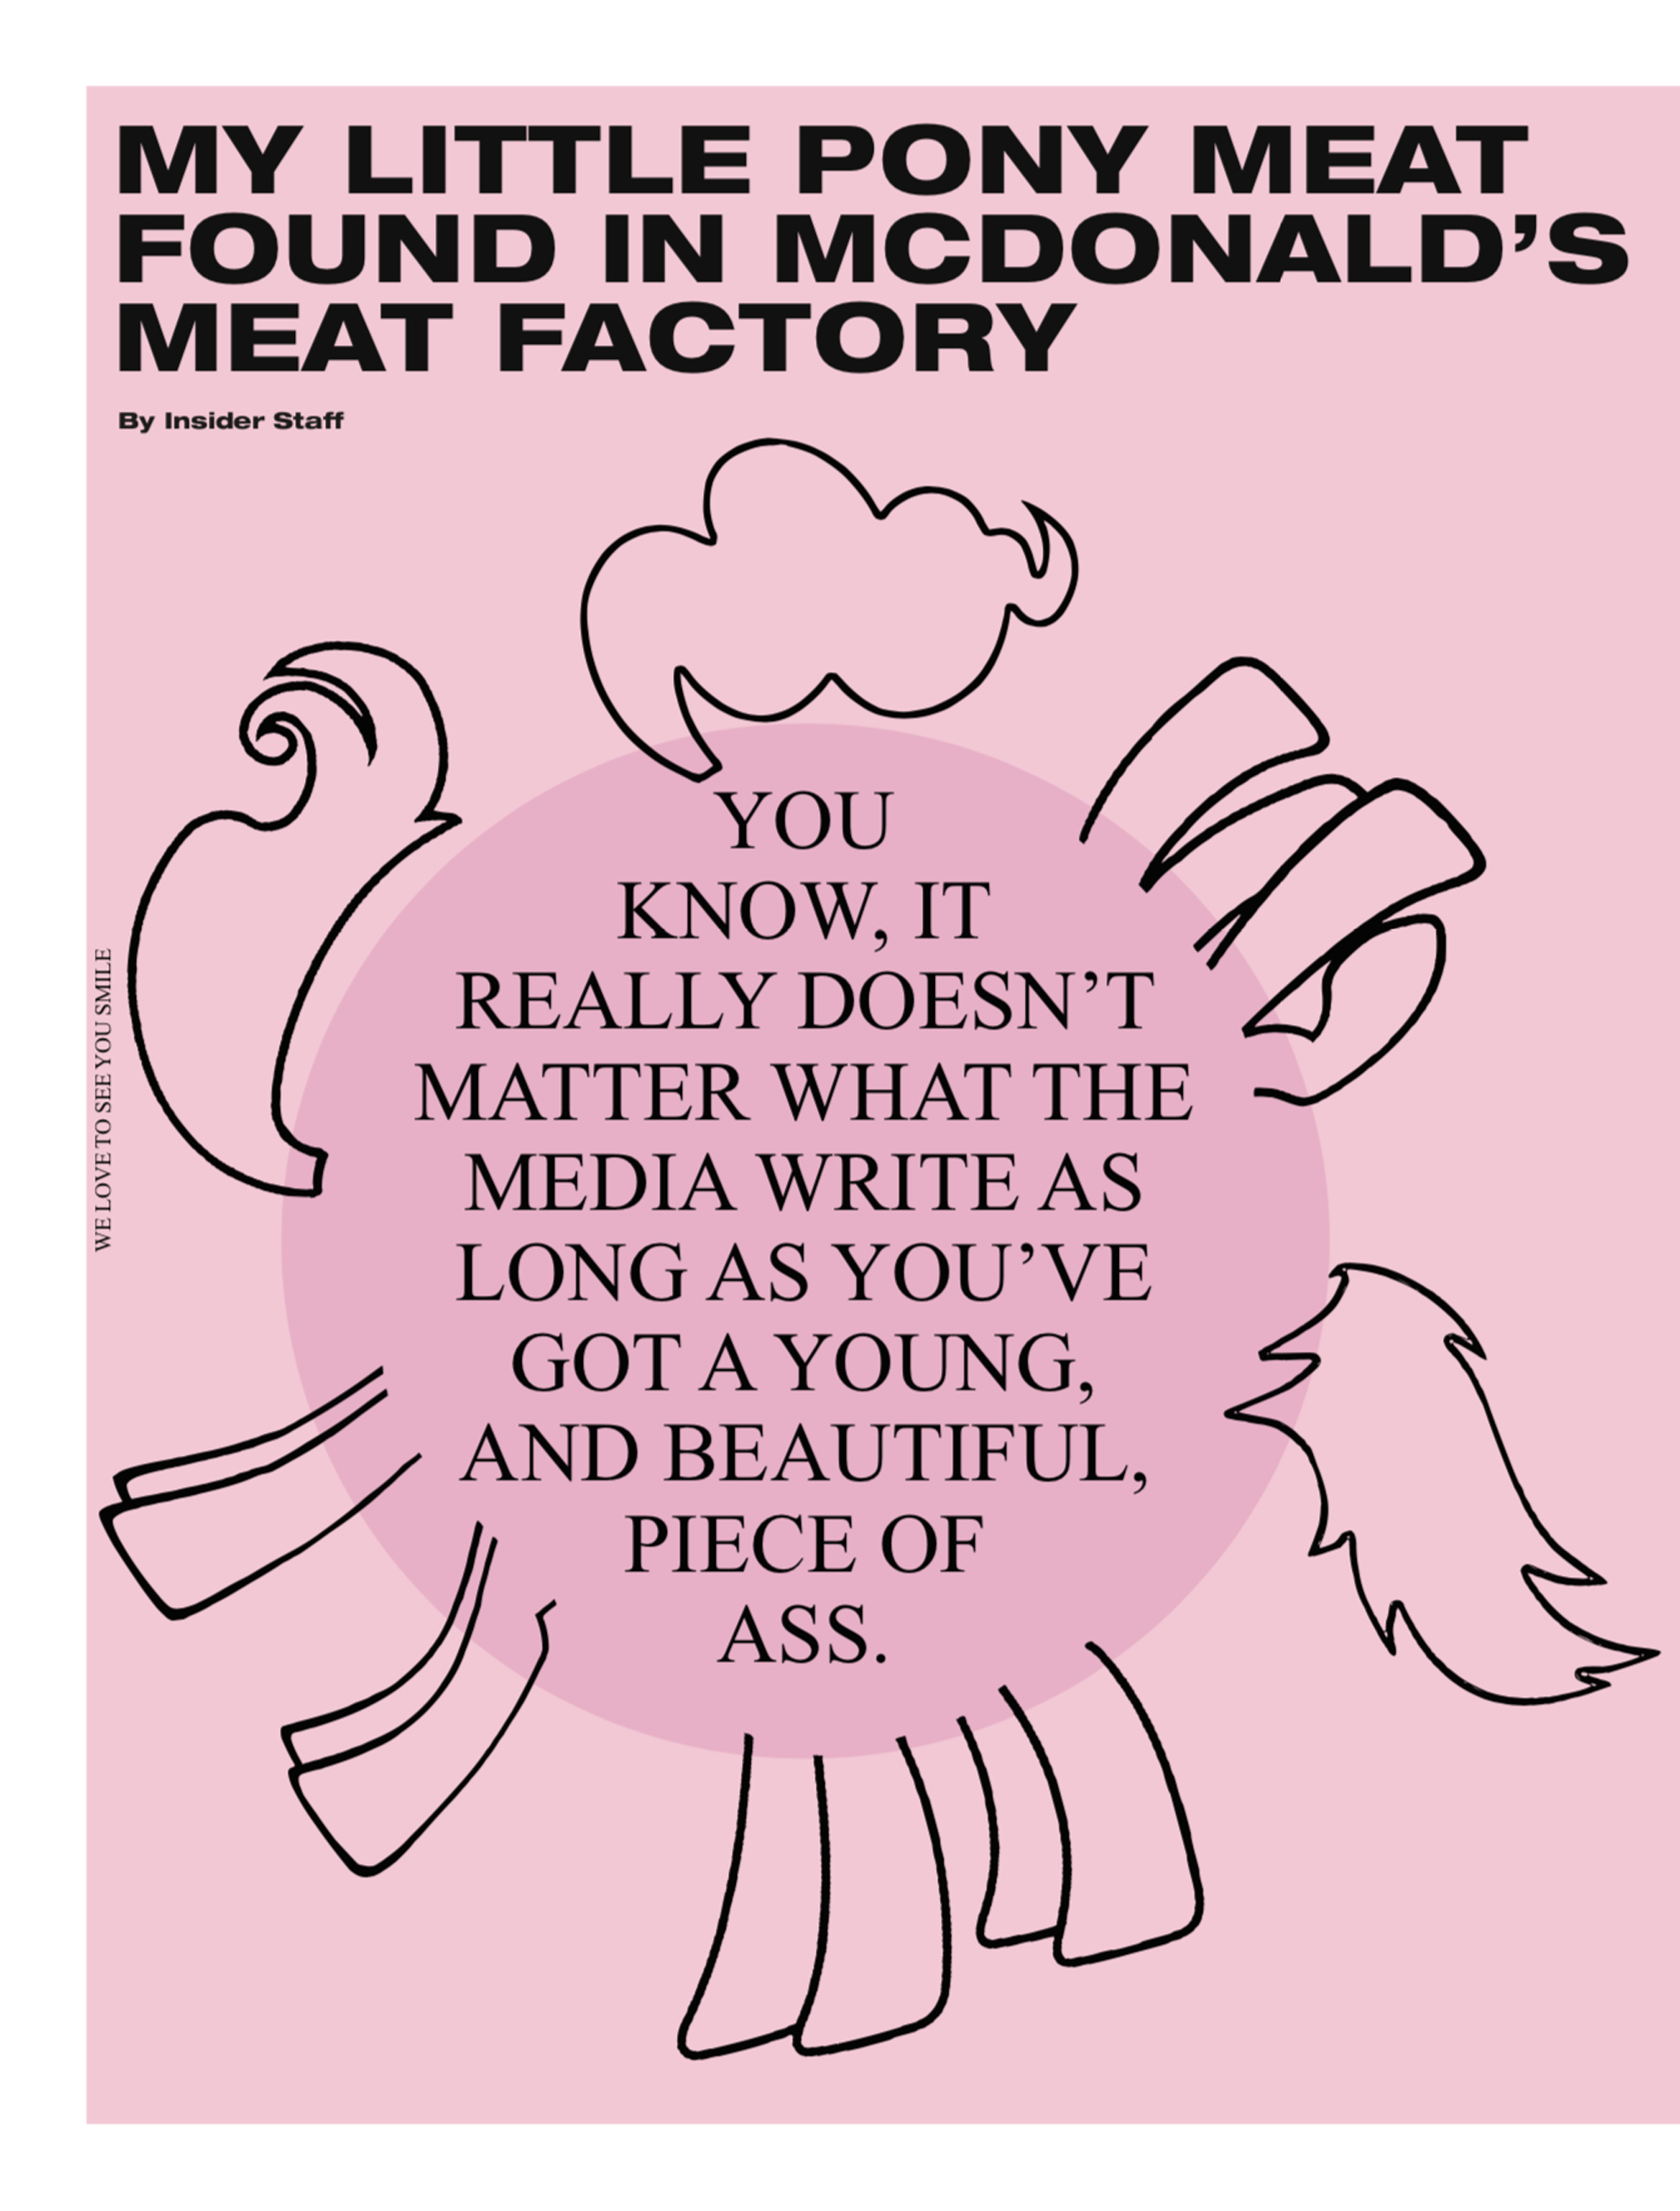 MY LITTLE PONY MEAT
FOUND IN MCDONALD’S
MEAT FACTORY
By Insider Staff
YOU
KNOW, IT
REALLY DOESN’T
MATTER WHAT THE
MEDIA WRITE AS
LONG AS YOU’VE
GOT A YOUNG,
AND BEAUTIFUL,
PIECE OF
ASS.
WE LOVE TO SEE YOU SMILE